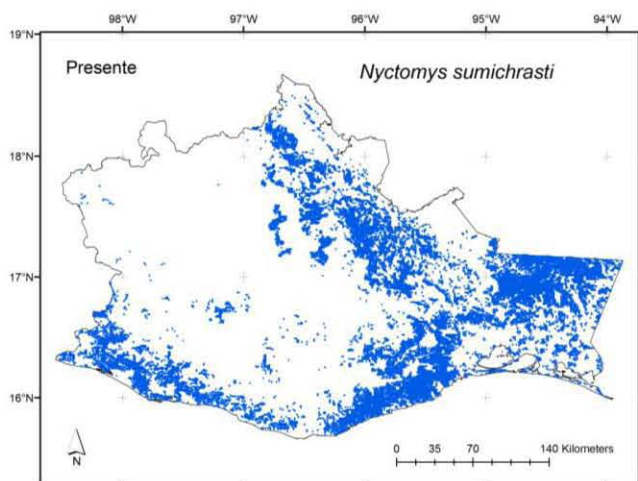 98°W 97°W 96°W 95°W 94°W
19°N
Presente Nyctomys sumichrasti
18°N
17°N
16°N
N
0 35 70 140 Kilometers